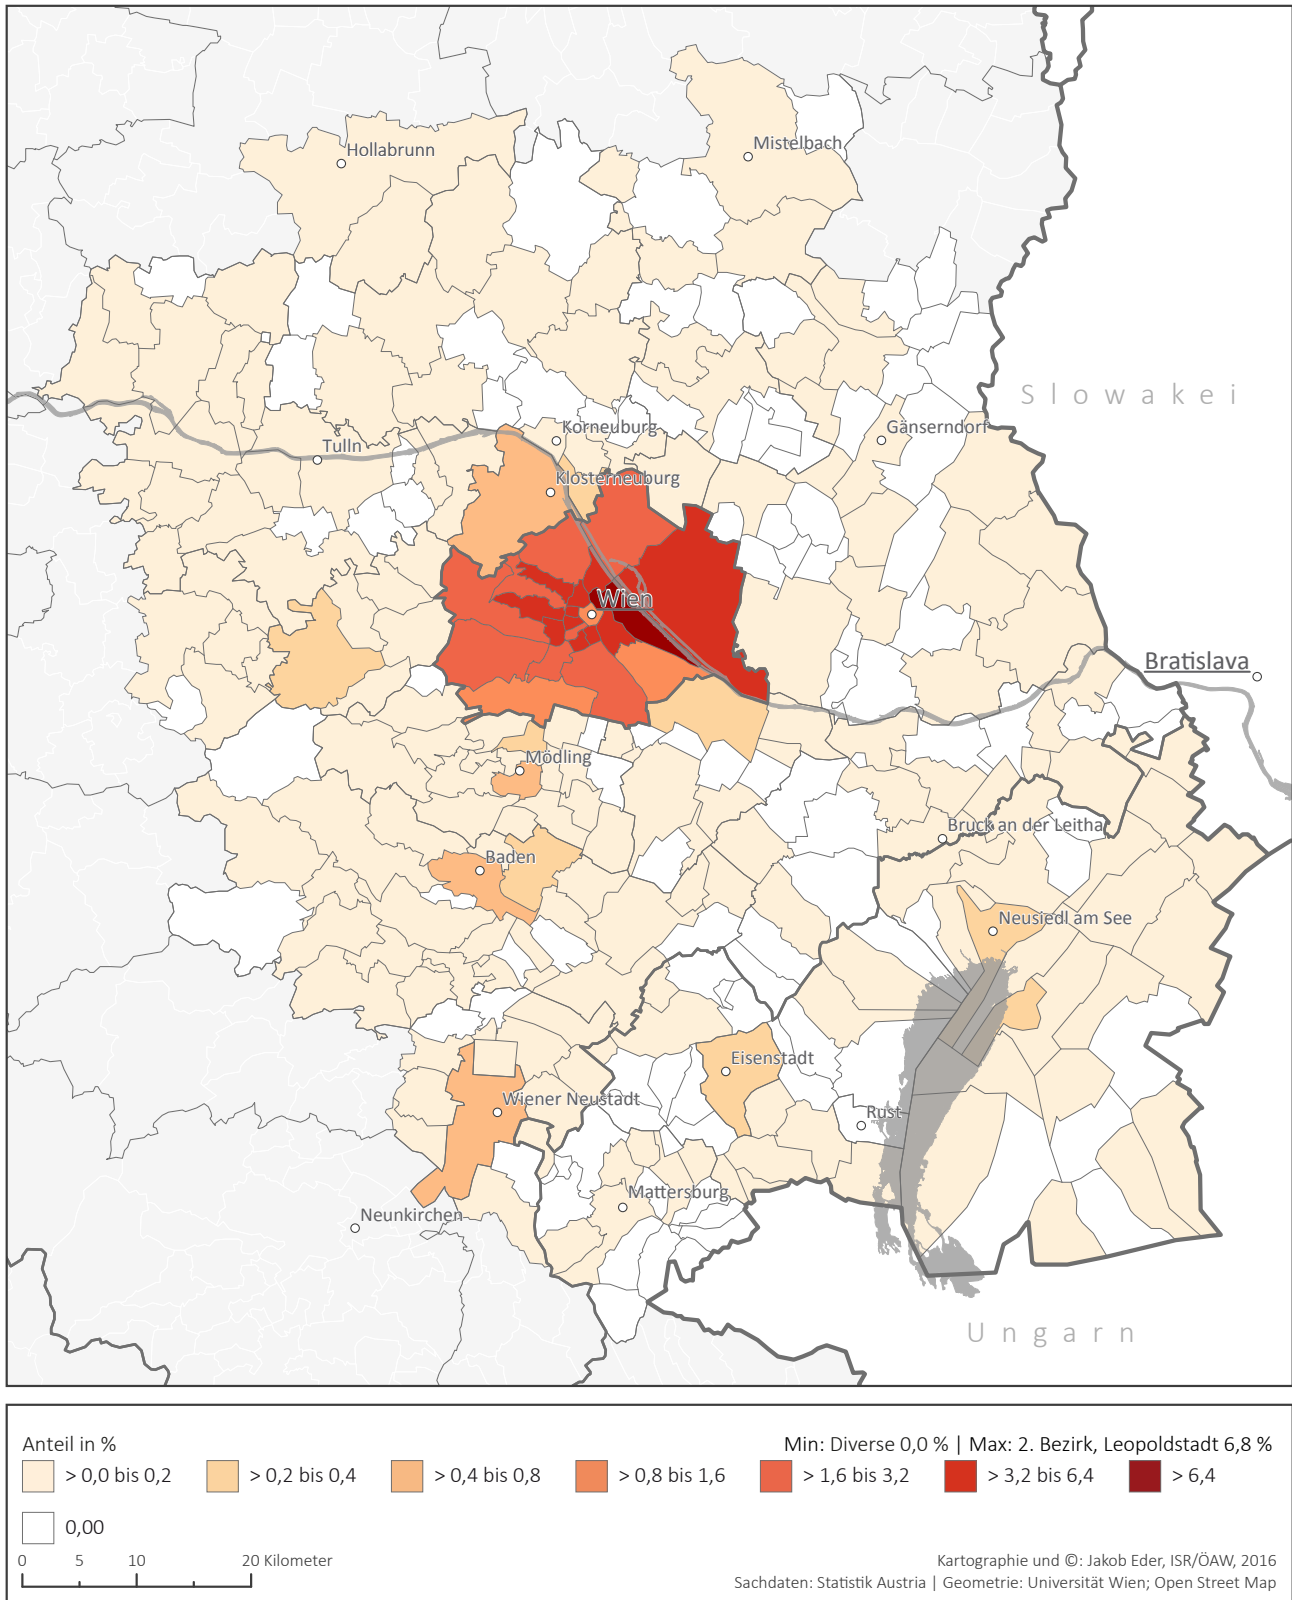 Hollabrunn
Mistelbach
Slowakei
Korneuburg
Gänserndorf
Tulln
Klosterneuburg
Wien
Bratislava
Mödling
Bruck an der Leitha
Baden
Neusiedl am See
Eisenstadt
Wiener Neustadt
Rust
Mattersburg
Neunkirchen
Ungarn
Anteil in %
Min: Diverse 0,0 % | Max: 2. Bezirk, Leopoldstadt 6,8 %
> 0,0 bis 0,2 > 0,2 bis 0,4 > 0,4 bis 0,8 > 0,8 bis 1,6 > 1,6 bis 3,2 > 3,2 bis 6,4 > 6,4
0,00
0 5 10 20 Kilometer
Kartographie und ©: Jakob Eder, ISR/ÖAW, 2016
Sachdaten: Statistik Austria | Geometrie: Universität Wien; Open Street Map